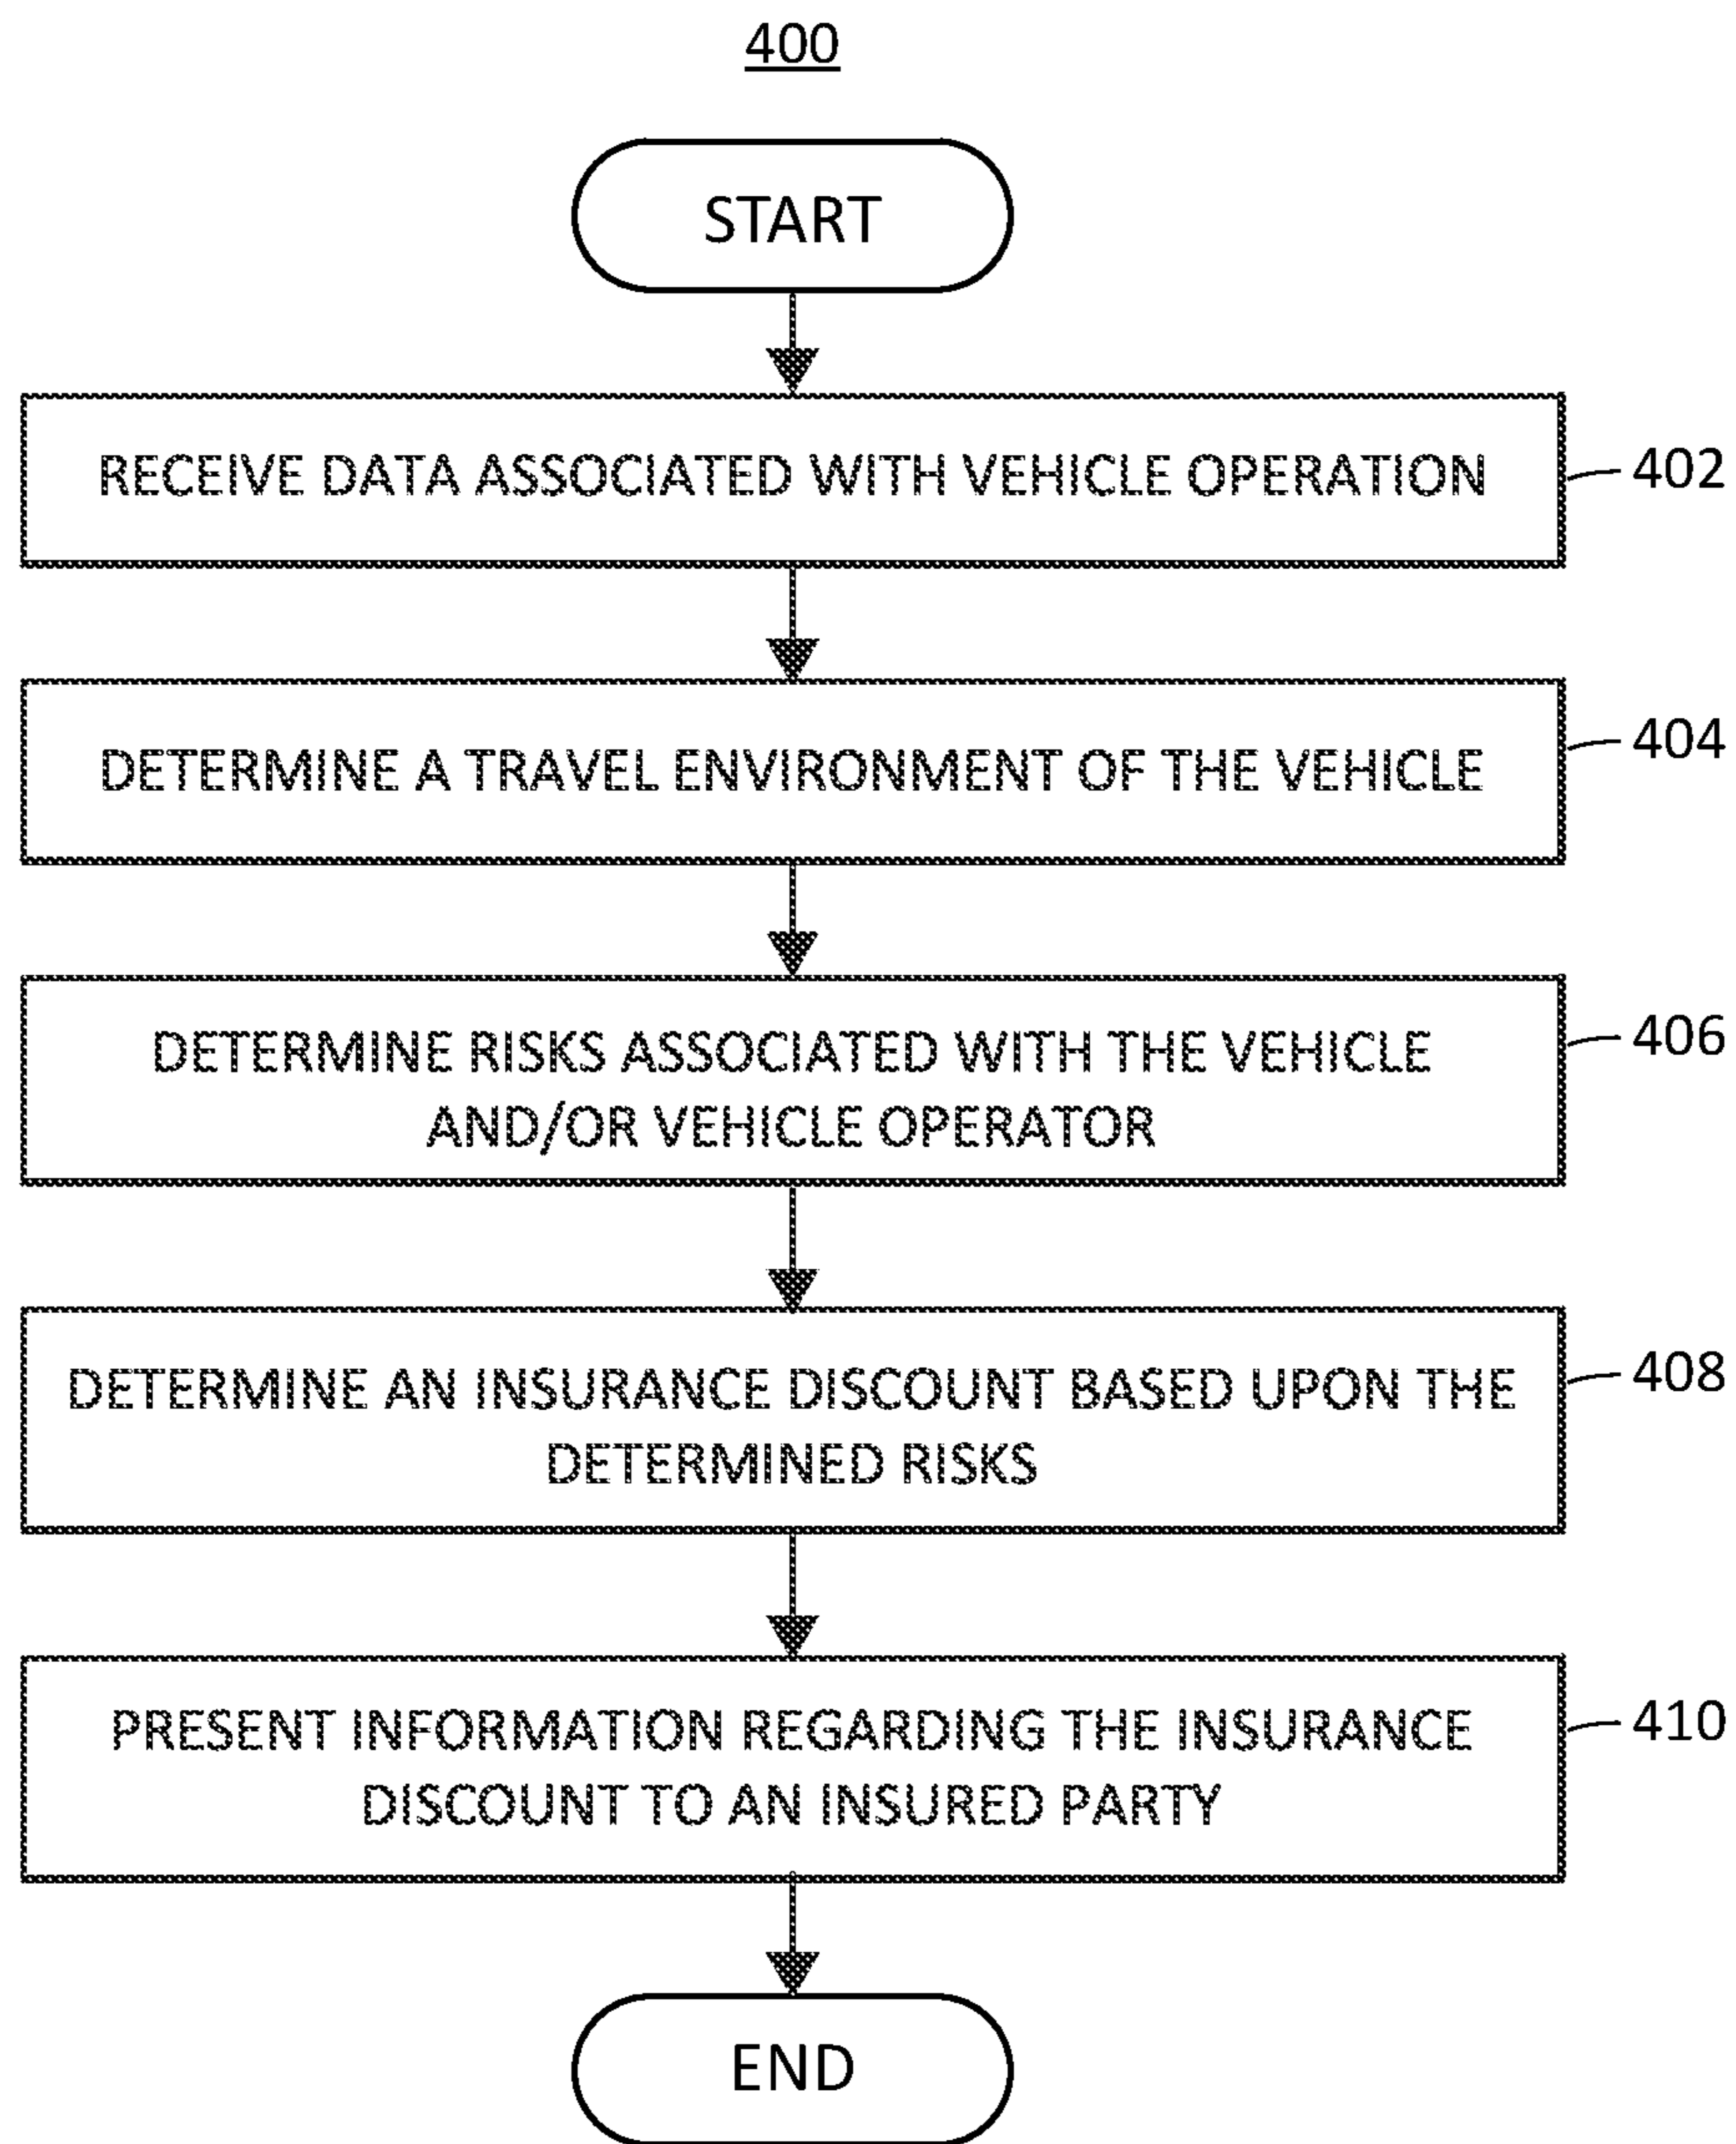 400
START
RECEIVE DATA ASSOCIATED WITH VEHICLE OPERATION
402
DETERMINE A TRAVEL ENVIRONMENT OF THE VEHICLE
404
DETERMINE RISKS ASSOCIATED WITH THE VEHICLE
AND/OR VEHICLE OPERATOR
406
DETERMINE AN INSURANCE DISCOUNT BASED UPON THE
DETERMINED RISKS
408
PRESENT INFORMATION REGARDING THE INSURANCE
DISCOUNT TO AN INSURED PARTY
410
END